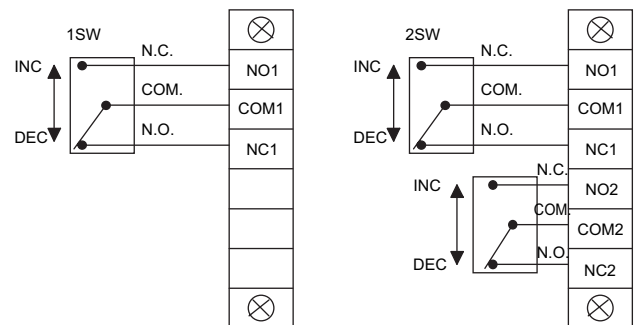 1SW
INC
DEC
N.C.
COM.
N.O.
NO1
COM1
NC1
2SW
INC
DEC
N.C.
COM.
N.O.
NO1
COM1
NC1
INC
DEC
N.C.
COM.
N.O.
NO2
COM2
NC2